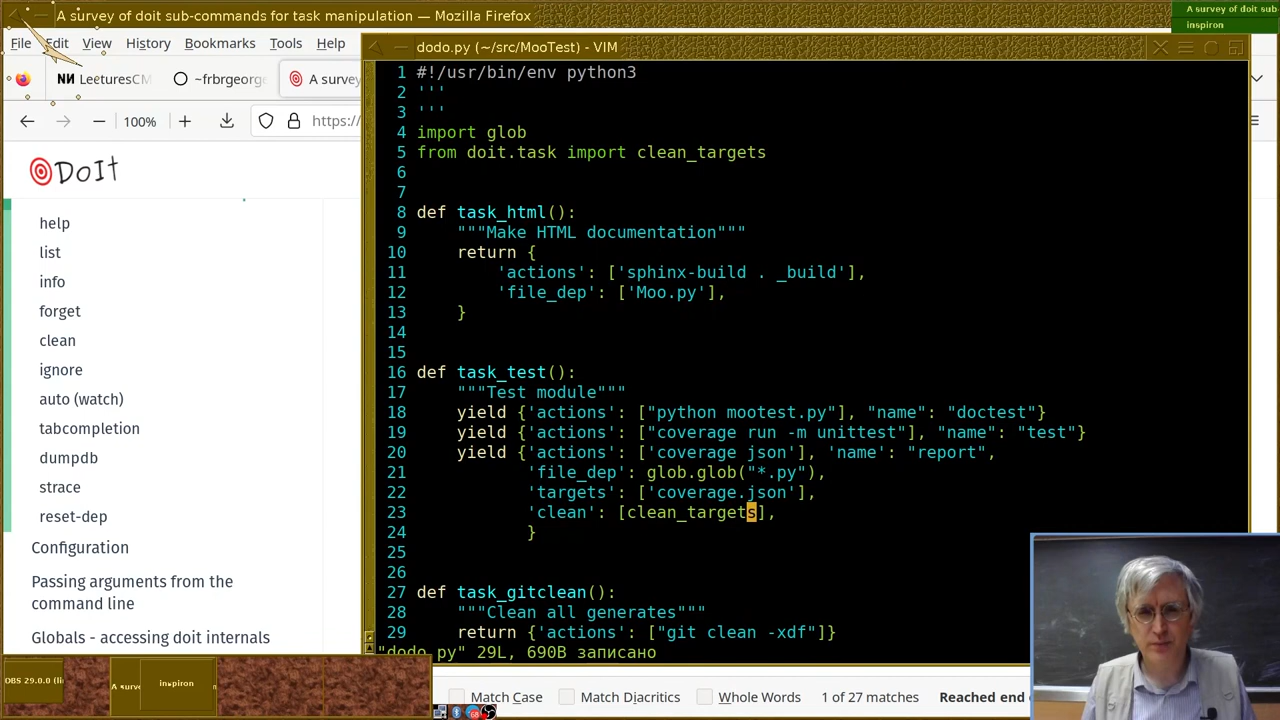 A survey of doit sub-commands for task manipulation — Mozilla Firefox
A survey of doit sub
inspiron
File Edit View History Bookmarks Tools Help
LecturesCM
~frbrgeorge
A survey
100%
https://
DoIt
help
list
info
forget
clean
ignore
auto (watch)
tabcompletion
dumpdb
strace
reset-dep
Configuration
Passing arguments from the
command line
Globals - accessing doit internals
dodo.py (~/src/MooTest) - VIM
1 #!/usr/bin/env python3
2 '''
3 '''
4 import glob
5 from doit.task import clean_targets
6
7
8 def task_html():
9 """Make HTML documentation"""
10 return {
11 'actions': ['sphinx-build . _build'],
12 'file_dep': ['Moo.py'],
13 }
14
15
16 def task_test():
17 """Test module"""
18 yield {'actions': ["python mootest.py"], "name": "doctest"}
19 yield {'actions': ["coverage run -m unittest"], "name": "test"}
20 yield {'actions': ['coverage json'], 'name': "report",
21 'file_dep': glob.glob("*.py"),
22 'targets': ['coverage.json'],
23 'clean': [clean_targets],
24 }
25
26
27 def task_gitclean():
28 """Clean all generates"""
29 return {'actions': ["git clean -xdf"]}
"dodo.py" 29L, 690B записано
Match Case Match Diacritics Whole Words 1 of 27 matches Reached end
OBS 29.0.0 (li
A surve
inspiron